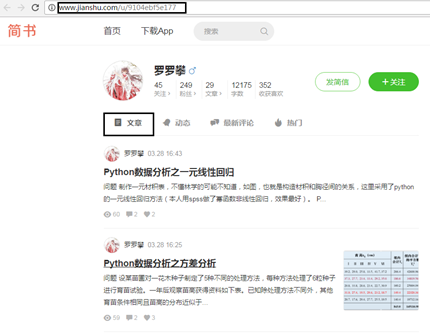 www.jianshu.com/u/9104ebf5e177
简书
首页
下载App
搜索
罗罗攀
45
249
29
12175
352
关注
粉丝
文章
字数
收获喜欢
发简信
+关注
文章
动态
最新评论
热门
罗罗攀 03.28 16:43
Python数据分析之一元线性回归
问题 制作一元材积表，不懂林学的可能不知道，如图，也就是构造材积和胸径间的关系，这里采用了python
的一元线性回归方法（本人用spss做了幂函数非线性回归，效果最好）。 P...
60
2
2
罗罗攀 03.28 16:25
Python数据分析之方差分析
问题 设某苗圃对一花木种子制定了5种不同的处理方法，每种方法处理了6粒种子
进行育苗试验。一年后观察苗高获得资料如下表。已知除处理方法不同外，其他
育苗条件相同且苗高的分布近似于...
59
2
3